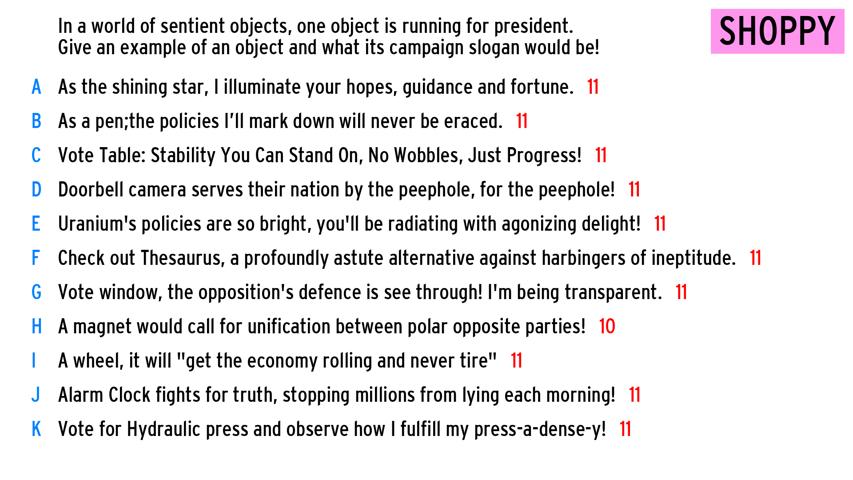 In a world of sentient objects, one object is running for president.
Give an example of an object and what its campaign slogan would be!
SHOPPY
A As the shining star, I illuminate your hopes, guidance and fortune. 11
B As a pen;the policies I'll mark down will never be eraced. 11
C Vote Table: Stability You Can Stand On, No Wobbles, Just Progress! 11
D Doorbell camera serves their nation by the peephole, for the peephole! 11
E Uranium's policies are so bright, you'll be radiating with agonizing delight! 11
F Check out Thesaurus, a profoundly astute alternative against harbingers of ineptitude. 11
G Vote window, the opposition's defence is see through! I'm being transparent. 11
H A magnet would call for unification between polar opposite parties! 10
I A wheel, it will "get the economy rolling and never tire" 11
J Alarm Clock fights for truth, stopping millions from lying each morning! 11
K Vote for Hydraulic press and observe how I fulfill my press-a-dense-y! 11